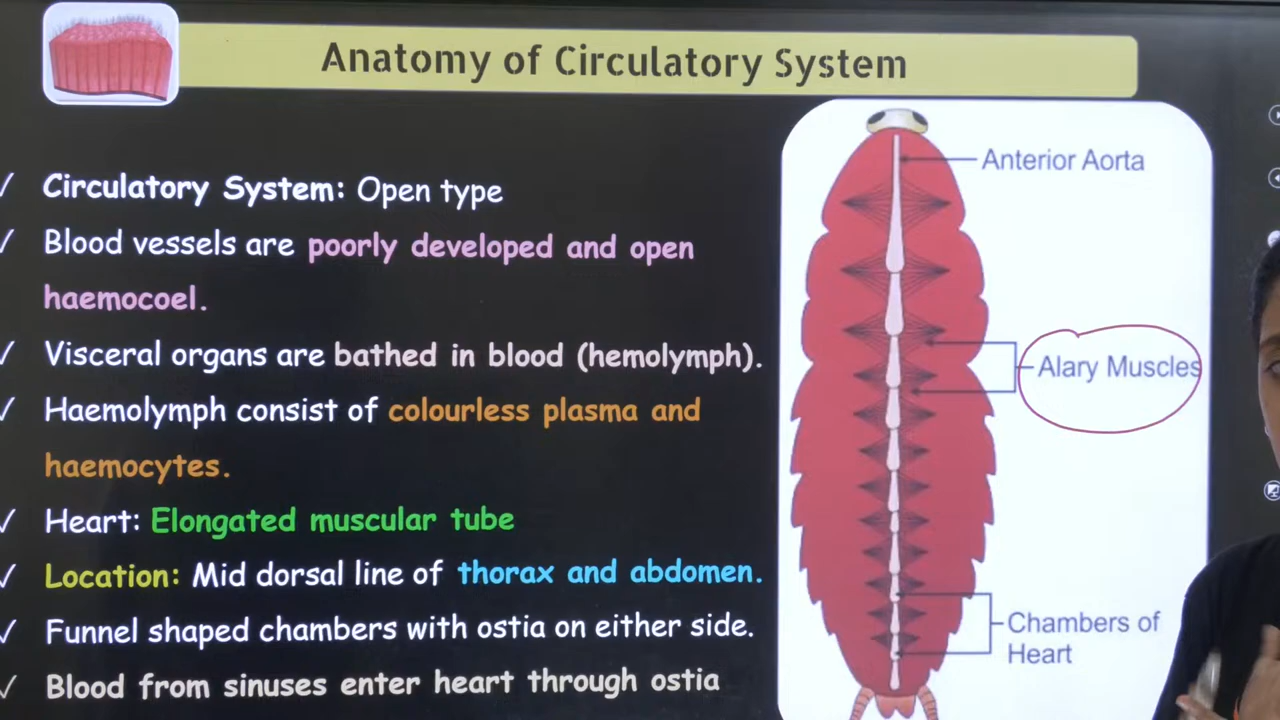 Anatomy of Circulatory System
Circulatory System: Open type
Blood vessels are poorly developed and open
haemocoel.
Visceral organs are bathed in blood (hemolymph).
Haemolymph consist of colourless plasma and
haemocytes.
Heart: Elongated muscular tube
Location: Mid dorsal line of thorax and abdomen.
Funnel shaped chambers with ostia on either side.
Blood from sinuses enter heart through ostia
Anterior Aorta
Alary Muscles
Chambers of
Heart